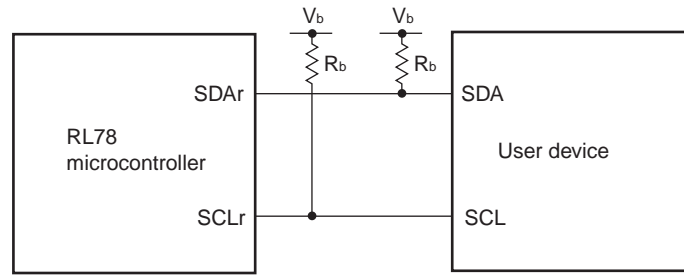 Vb
Vb
Rb
Rb
SDAr
SDA
RL78
microcontroller
User device
SCLr
SCL